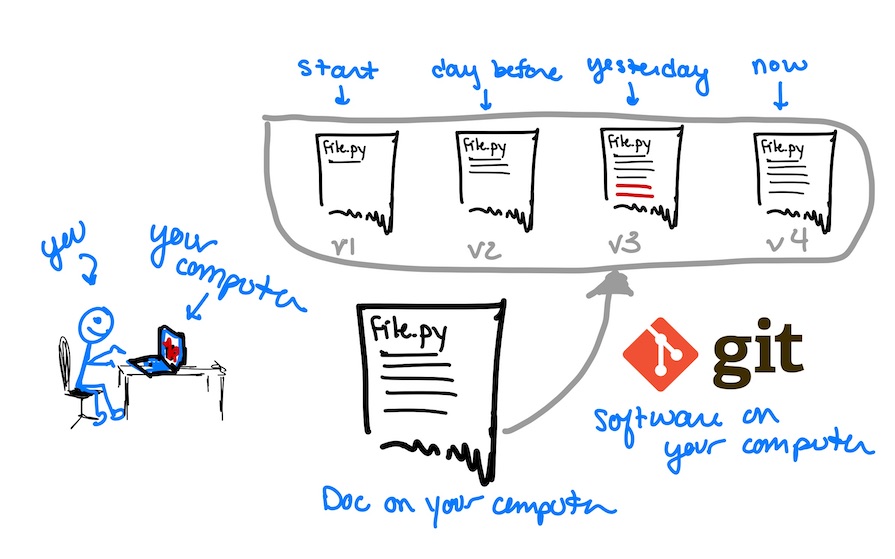 start day before yesterday now
File.py File.py File.py File.py
v1 v2 v3 v4
you
your
computer
File.py
git
Software on
your computer
Doc on your computer